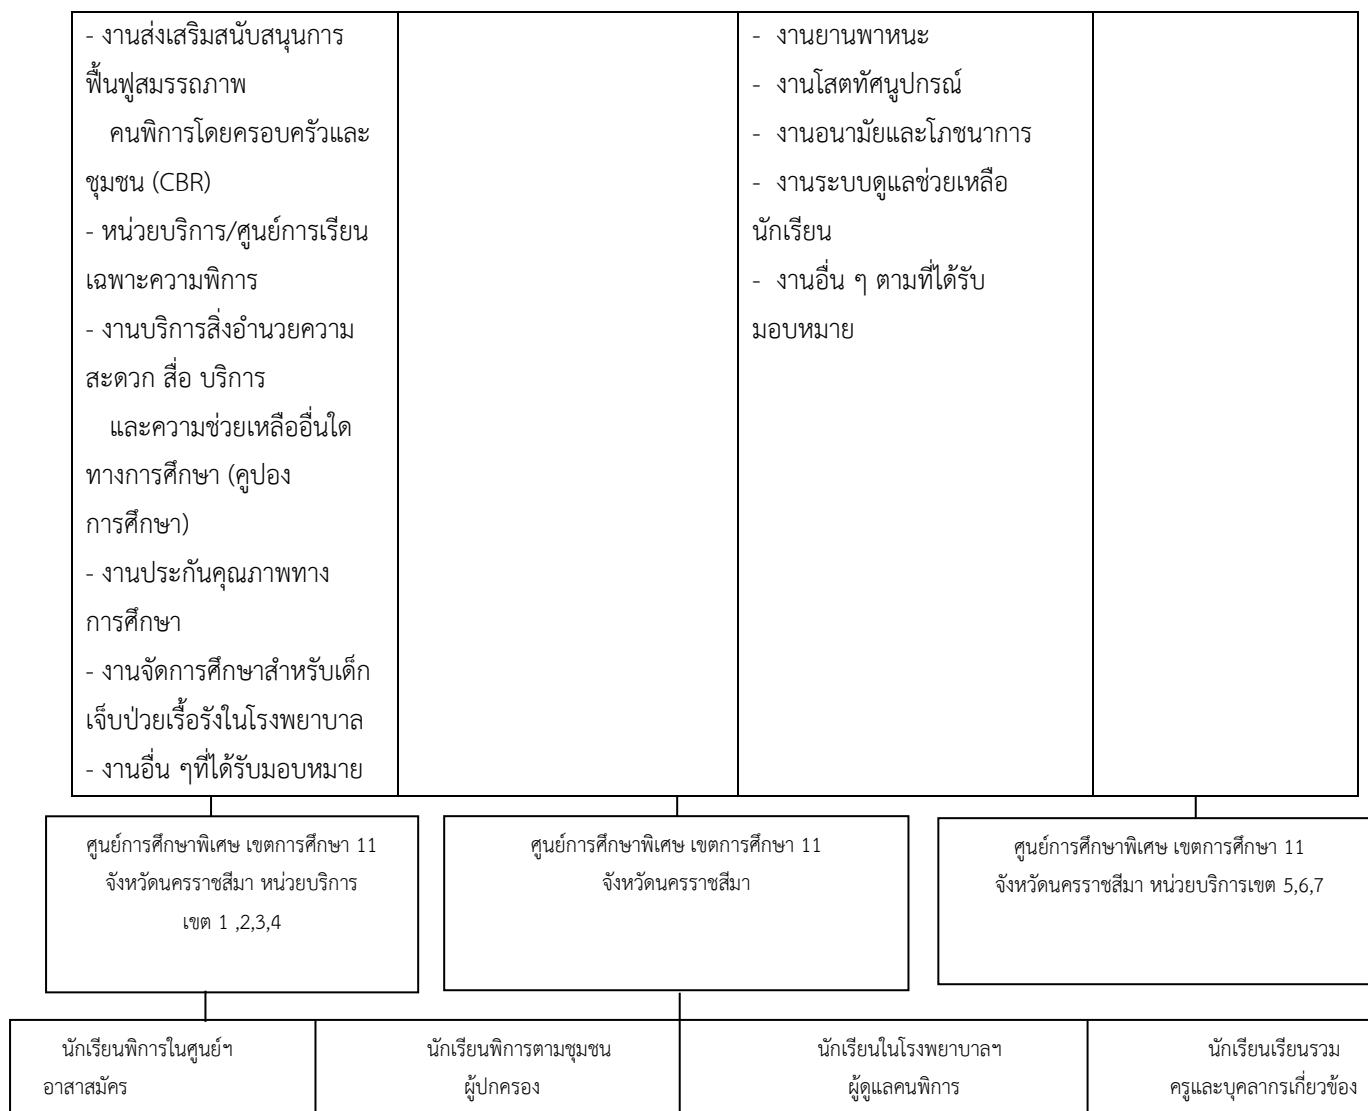 - งานส่งเสริมสนับสนุนการ
ฟื้นฟูสมรรถภาพ
คนพิการโดยครอบครัวและ
ชุมชน (CBR)
- หน่วยบริการ/ศูนย์การเรียน
เฉพาะความพิการ
- งานบริการสิ่งอำนวยความ
สะดวก สื่อ บริการ
และความช่วยเหลืออื่นใด
ทางการศึกษา (คูปอง
การศึกษา)
- งานประกันคุณภาพทาง
การศึกษา
- งานจัดการศึกษาสำหรับเด็ก
เจ็บป่วยเรื้อรังในโรงพยาบาล
- งานอื่น ๆที่ได้รับมอบหมาย
- งานยานพาหนะ
- งานโสตทัศนูปกรณ์
- งานอนามัยและโภชนาการ
- งานระบบดูแลช่วยเหลือ
นักเรียน
- งานอื่น ๆ ตามที่ได้รับ
มอบหมาย
ศูนย์การศึกษาพิเศษ เขตการศึกษา 11
จังหวัดนครราชสีมา หน่วยบริการ
เขต 1 ,2,3,4
ศูนย์การศึกษาพิเศษ เขตการศึกษา 11
จังหวัดนครราชสีมา
ศูนย์การศึกษาพิเศษ เขตการศึกษา 11
จังหวัดนครราชสีมา หน่วยบริการเขต 5,6,7
นักเรียนพิการในศูนย์ฯ
อาสาสมัคร
นักเรียนพิการตามชุมชน
ผู้ปกครอง
นักเรียนในโรงพยาบาลฯ
ผู้ดูแลคนพิการ
นักเรียนเรียนรวม
ครูและบุคลากรเกี่ยวข้อง